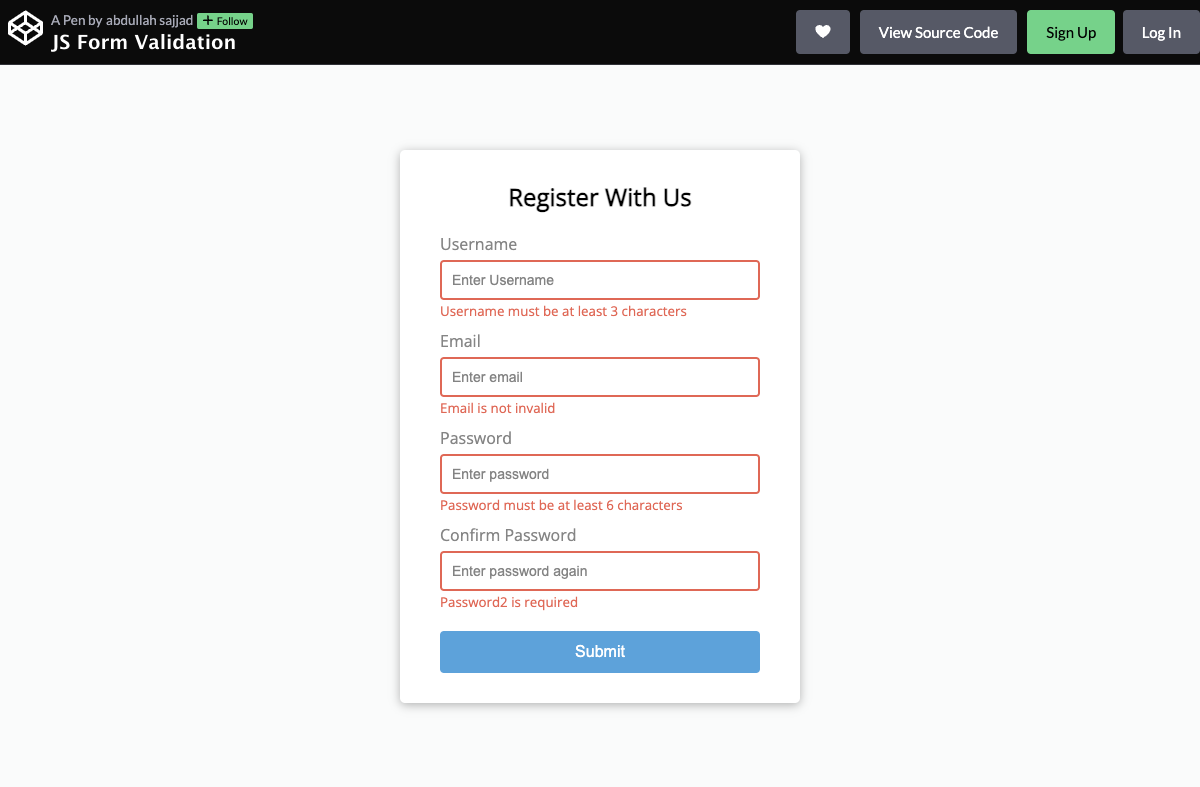 A Pen by abdullah sajjad + Follow
JS Form Validation
View Source Code
Sign Up
Log In
Register With Us
Username
Enter Username
Username must be at least 3 characters
Email
Enter email
Email is not invalid
Password
Enter password
Password must be at least 6 characters
Confirm Password
Enter password again
Password2 is required
Submit